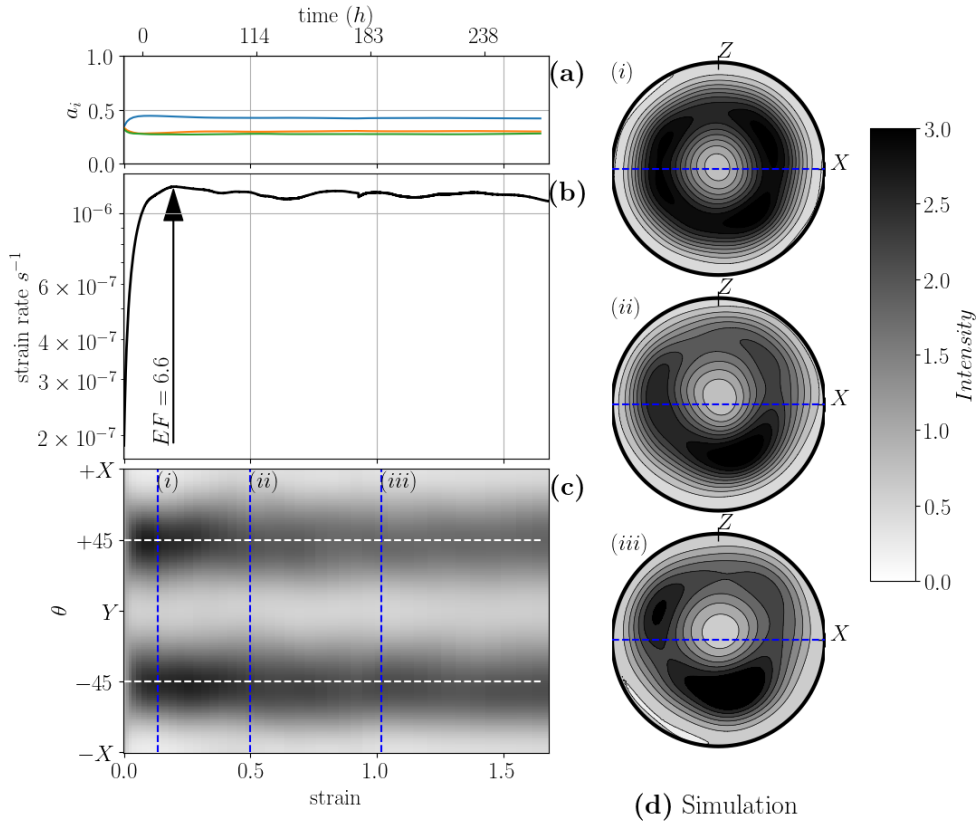 time (h)
0 114 183 238
1.0
0.5
0.0
a_i
(a)
10^{-6}
6 × 10^{-7}
4 × 10^{-7}
3 × 10^{-7}
2 × 10^{-7}
strain rate s^{-1}
EF = 6.6
(b)
+X
+45
Y
−45
−X
θ
(i) (ii) (iii)
(c)
0.0 0.5 1.0 1.5
strain
(i)
Z
X
(ii)
Z
X
(iii)
Z
X
3.0
2.5
2.0
1.5
1.0
0.5
0.0
Intensity
(d) Simulation